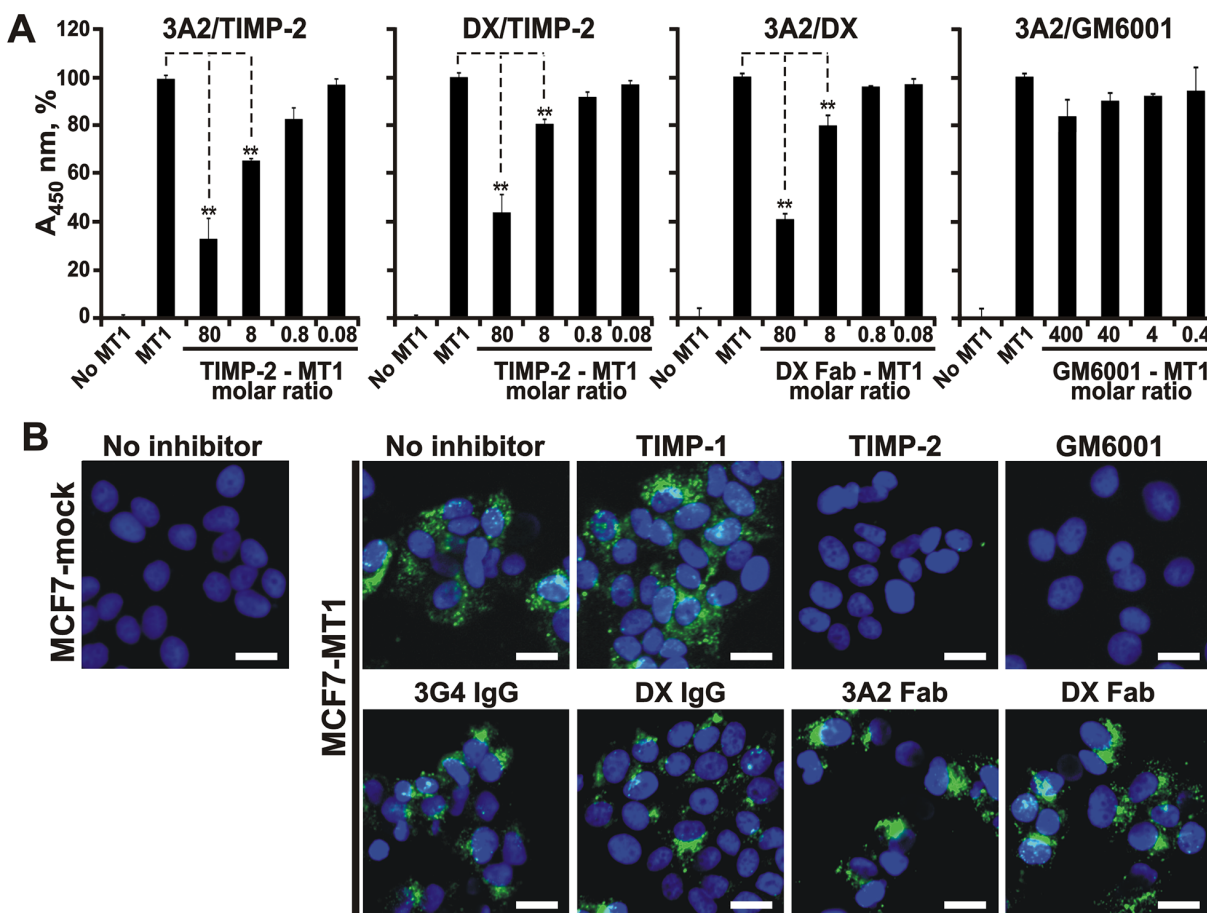 A
3A2/TIMP-2
DX/TIMP-2
3A2/DX
3A2/GM6001
A450 nm, %
120
100
80
60
40
20
0
**
**
**
**
**
**
No MT1
MT1
80
8
0.8
0.08
TIMP-2 - MT1
molar ratio
No MT1
MT1
80
8
0.8
0.08
TIMP-2 - MT1
molar ratio
No MT1
MT1
80
8
0.8
0.08
DX Fab - MT1
molar ratio
No MT1
MT1
400
40
4
0.4
GM6001 - MT1
molar ratio
B
No inhibitor
MCF7-mock
MCF7-MT1
No inhibitor
TIMP-1
TIMP-2
GM6001
3G4 IgG
DX IgG
3A2 Fab
DX Fab